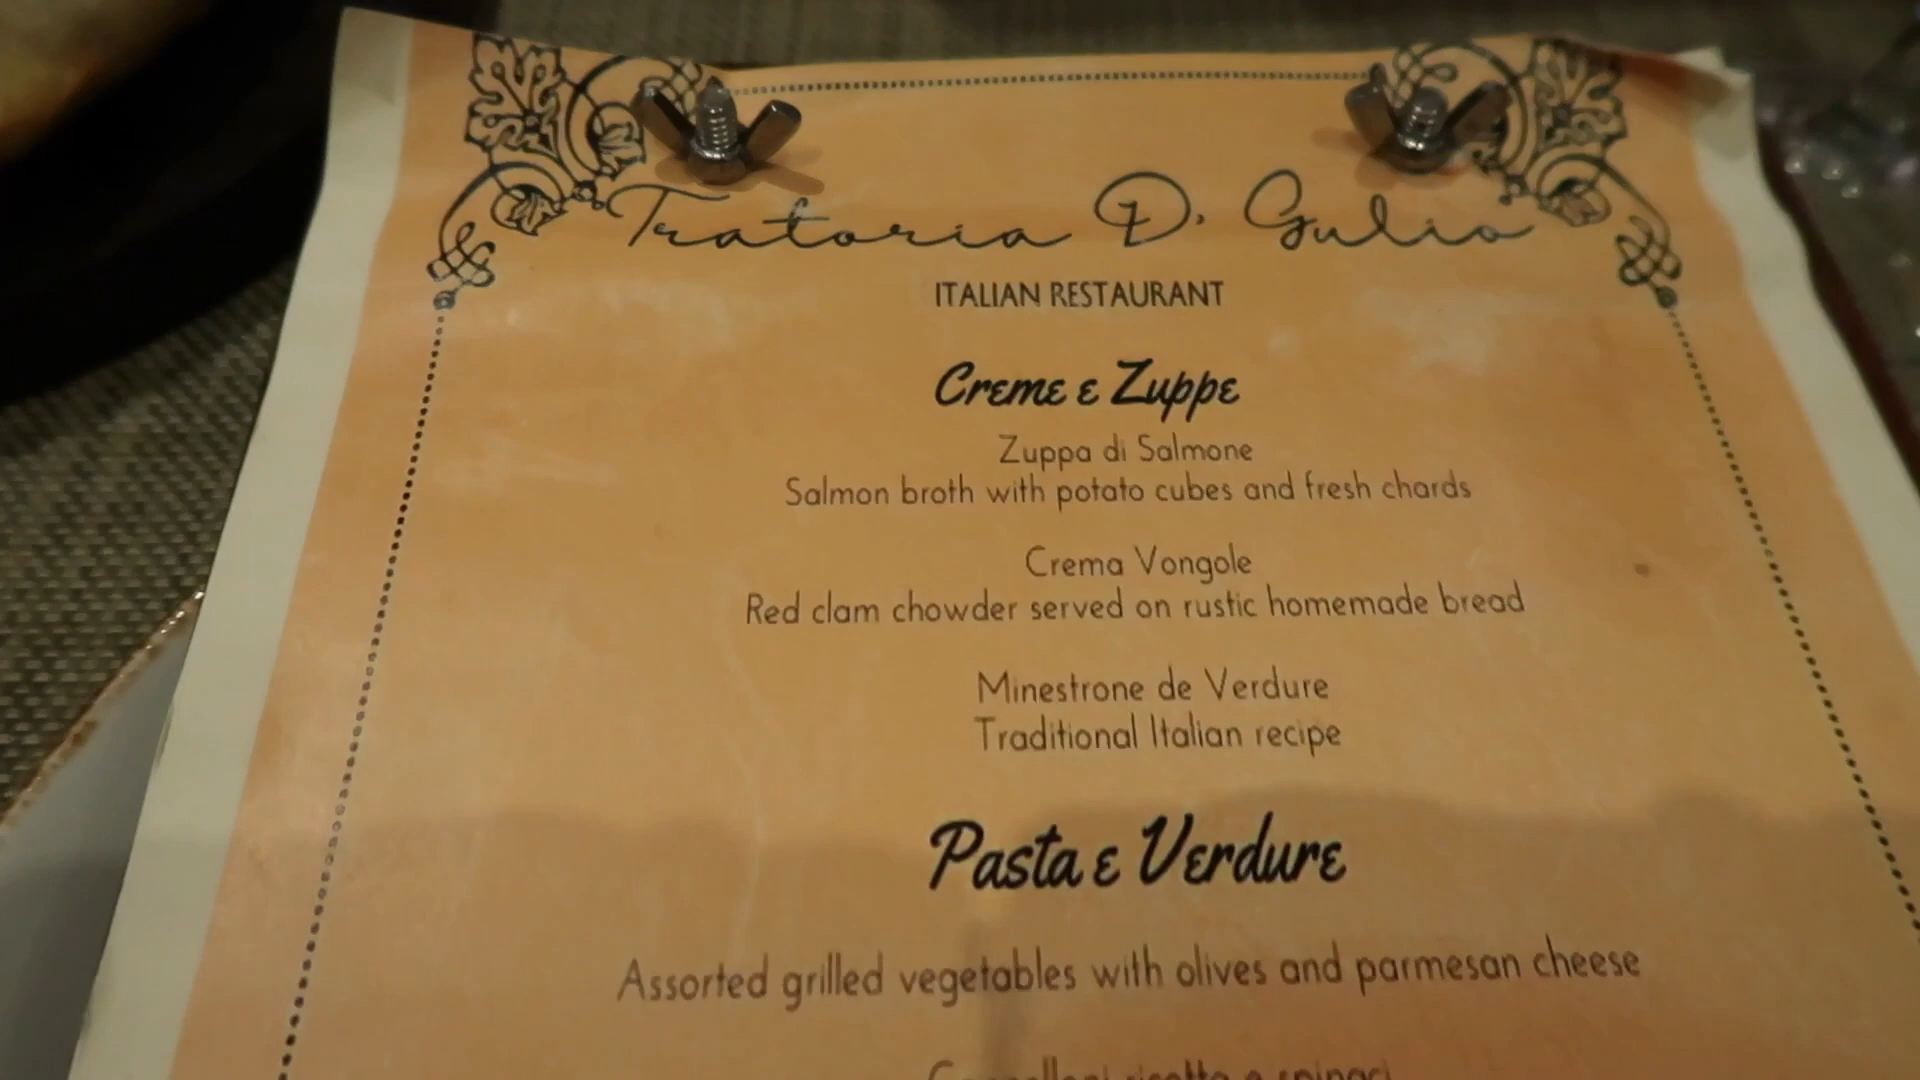 Tratoria D. Gulio
ITALIAN RESTAURANT
Creme e Zuppe
Zuppa di Salmone
Salmon broth with potato cubes and fresh chards
Crema Vongole
Red clam chowder served on rustic homemade bread
Minestrone de Verdure
Traditional Italian recipe
Pasta e Verdure
Assorted grilled vegetables with olives and parmesan cheese